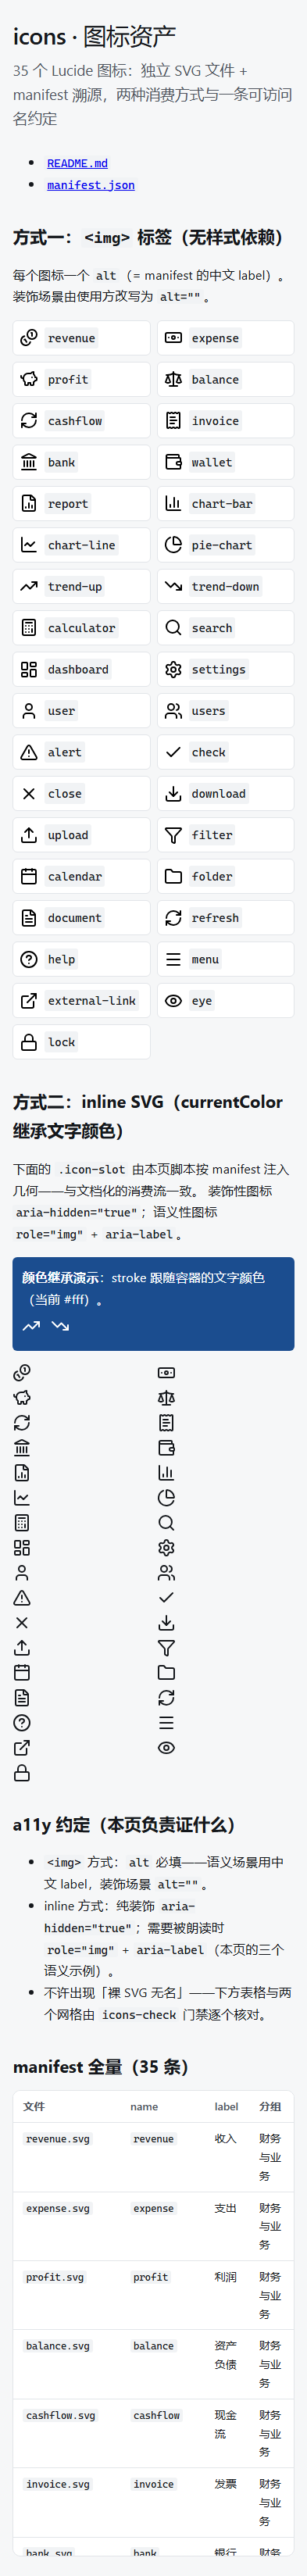 icons · 图标资产
35 个 Lucide 图标：独立 SVG 文件 +
manifest 溯源，两种消费方式与一条可访问
名约定
README.md
manifest.json
方式一：<img> 标签（无样式依赖）
每个图标一个 alt（= manifest 的中文 label）。
装饰场景由使用方改写为 alt=""。
revenue
expense
profit
balance
cashflow
invoice
bank
wallet
report
chart-bar
chart-line
pie-chart
trend-up
trend-down
calculator
search
dashboard
settings
user
users
alert
check
close
download
upload
filter
calendar
folder
document
refresh
help
menu
external-link
eye
lock
方式二：inline SVG（currentColor
继承文字颜色）
下面的 .icon-slot 由本页脚本按 manifest 注入
几何——与文档化的消费流一致。 装饰性图标
aria-hidden="true"；语义性图标
role="img" + aria-label。
颜色继承演示：stroke 跟随容器的文字颜色
（当前 #fff）。
a11y 约定（本页负责证什么）
<img> 方式：alt 必填——语义场景用中
文 label，装饰场景 alt=""。
inline 方式：纯装饰 aria-
hidden="true"；需要被朗读时
role="img" + aria-label（本页的三个
语义示例）。
不许出现「裸 SVG 无名」——下方表格与两
个网格由 icons-check 门禁逐个核对。
manifest 全量（35 条）
文件 name label 分组
revenue.svg revenue 收入 财务
与业
务
expense.svg expense 支出 财务
与业
务
profit.svg profit 利润 财务
与业
务
balance.svg balance 资产 财务
负债 与业
务
cashflow.svg cashflow 现金 财务
流 与业
务
invoice.svg invoice 发票 财务
与业
务
bank.svg bank 银行 财务